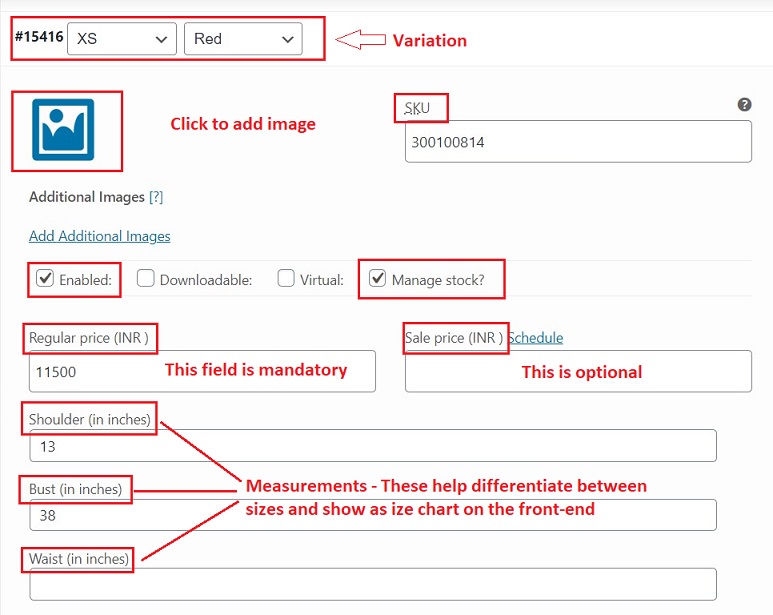 #15416 XS Red Variation
Click to add image
SKU
300100814
Additional Images [?]
Add Additional Images
Enabled: Downloadable: Virtual: Manage stock?
Regular price (INR ) Sale price (INR ) Schedule
11500 This field is mandatory This is optional
Shoulder (in inches)
13
Bust (in inches)
38
Measurements - These help differentiate between
sizes and show as ize chart on the front-end
Waist (in inches)